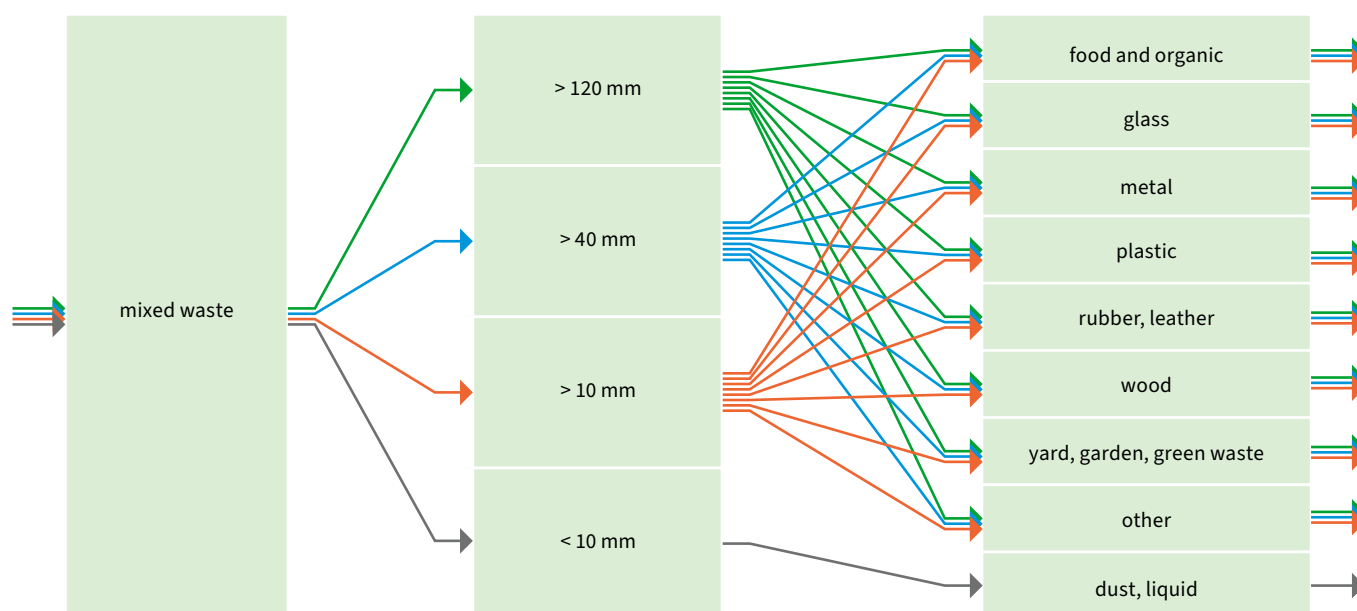 mixed waste
> 120 mm
> 40 mm
> 10 mm
< 10 mm
food and organic
glass
metal
plastic
rubber, leather
wood
yard, garden, green waste
other
dust, liquid